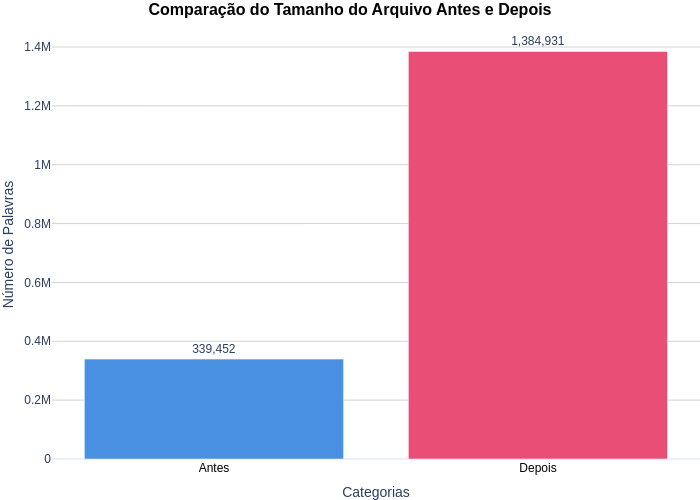 Comparação do Tamanho do Arquivo Antes e Depois
1.4M
1.2M
1M
0.8M
0.6M
0.4M
0.2M
0
Número de Palavras
339,452
1,384,931
Antes
Depois
Categorias